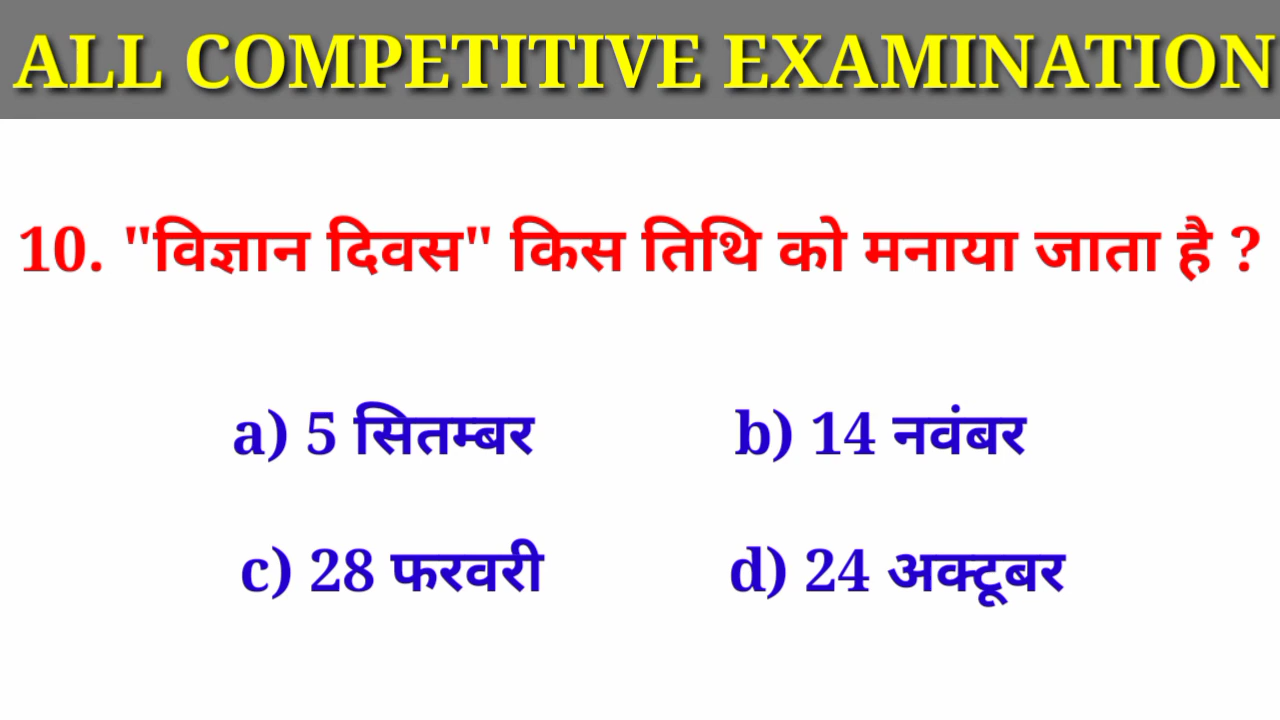 ALL COMPETITIVE EXAMINATION
10. "विज्ञान दिवस" किस तिथि को मनाया जाता है ?
a) 5 सितम्बर b) 14 नवंबर
c) 28 फरवरी d) 24 अक्टूबर